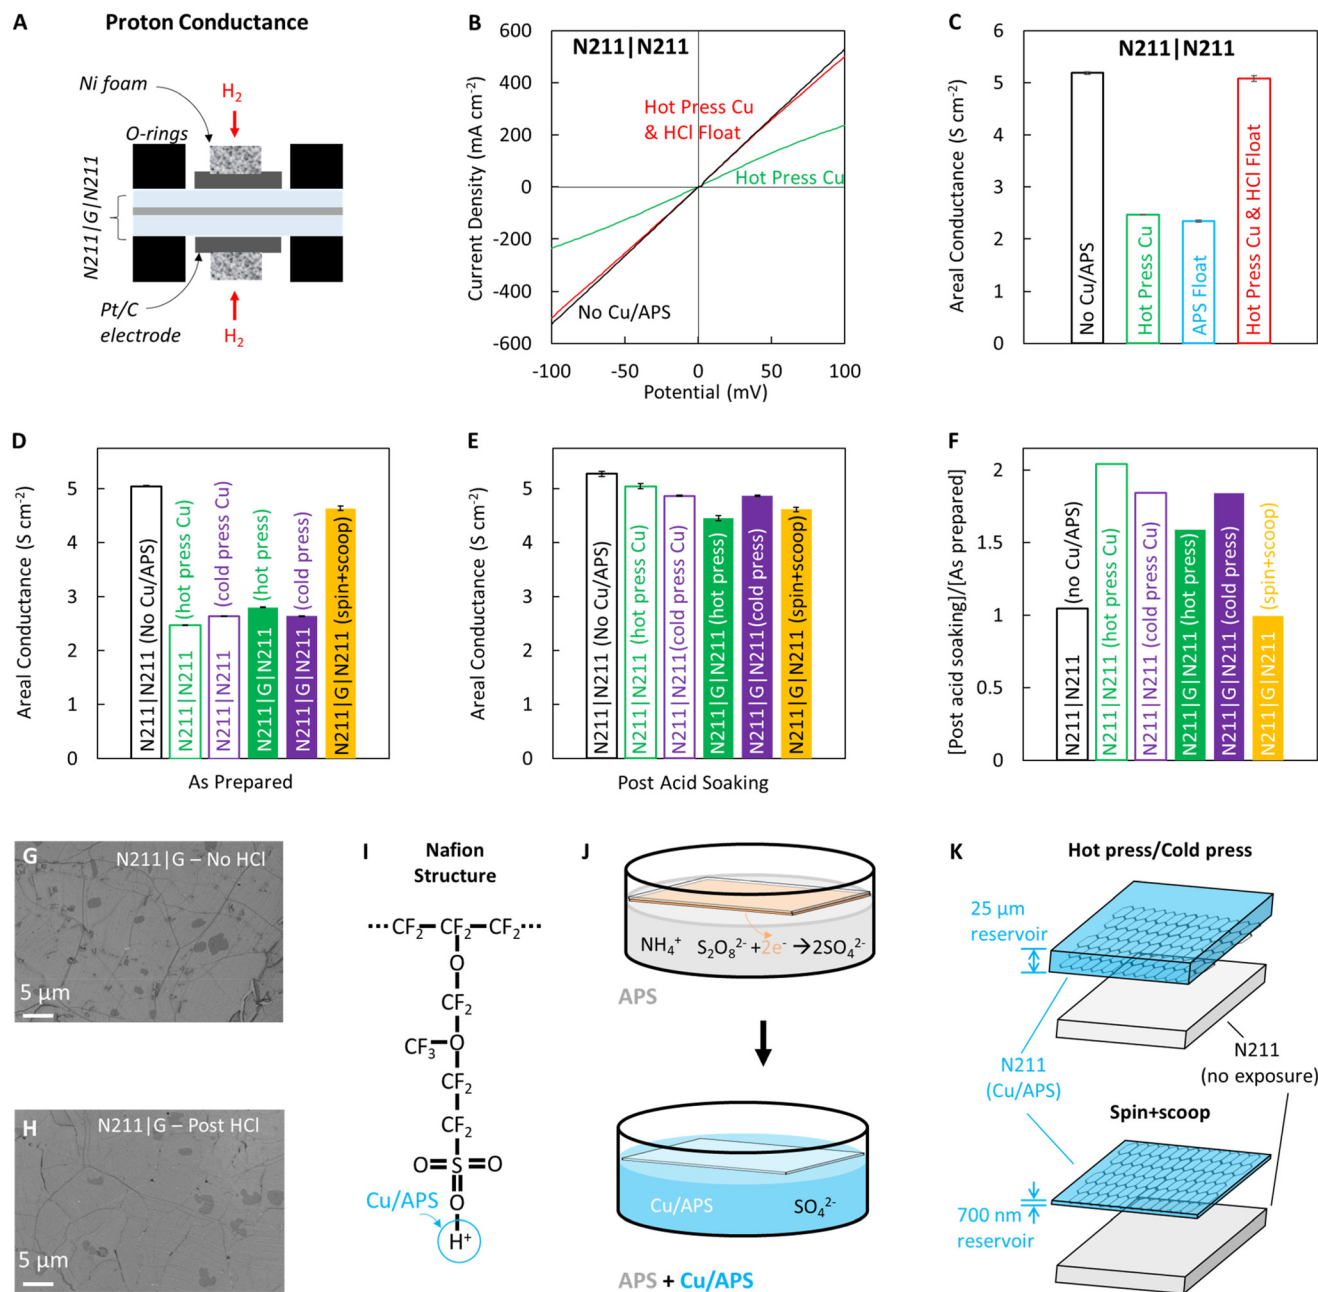 A
Proton Conductance
Ni foam
H2
O-rings
N211|G|N211
Pt/C
electrode
H2
B
N211|N211
Current Density (mA cm-2)
600
400
200
0
-200
-400
-600
Hot Press Cu
& HCl Float
Hot Press Cu
No Cu/APS
-100
-50
0
50
100
Potential (mV)
C
N211|N211
Areal Conductance (S cm-2)
6
5
4
3
2
1
0
No Cu/APS
Hot Press Cu
APS Float
Hot Press Cu & HCl Float
D
Areal Conductance (S cm-2)
5
4
3
2
1
0
N211|N211 (No Cu/APS)
N211|N211 (hot press Cu)
N211|N211 (cold press Cu)
N211|G|N211 (hot press)
N211|G|N211 (cold press)
N211|G|N211 (spin+scoop)
As Prepared
E
Areal Conductance (S cm-2)
5
4
3
2
1
0
N211|N211 (No Cu/APS)
N211|N211 (hot press Cu)
N211|N211 (cold press Cu)
N211|G|N211 (hot press)
N211|G|N211 (cold press)
N211|G|N211 (spin+scoop)
Post Acid Soaking
F
[Post acid soaking]/[As prepared]
2
1.5
1
0.5
0
N211|N211 (no Cu/APS)
N211|N211 (hot press Cu)
N211|N211 (cold press Cu)
N211|G|N211 (hot press)
N211|G|N211 (cold press)
N211|G|N211 (spin+scoop)
G
N211|G – No HCl
5 μm
H
N211|G – Post HCl
5 μm
I
Nafion
Structure
···CF2–CF2–CF2···
O
CF2
CF3–O
CF2
CF2
O=S=O
O
Cu/APS
H+
J
NH4+ S2O82- +2e- →2SO42-
APS
Cu/APS SO42-
APS + Cu/APS
K
Hot press/Cold press
25 μm
reservoir
N211
(Cu/APS)
N211
(no exposure)
Spin+scoop
700 nm
reservoir